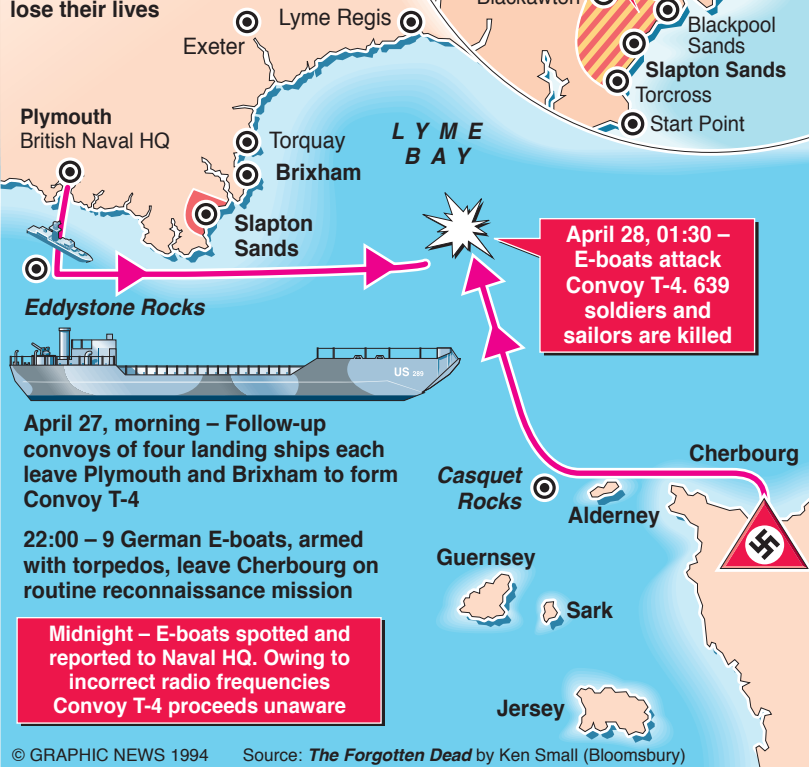 lose their lives
Exeter
Lyme Regis
Blackpool
Sands
Slapton Sands
Torcross
Start Point
Plymouth
British Naval HQ
Torquay
Brixham
LYME
BAY
Slapton
Sands
Eddystone Rocks
April 28, 01:30 –
E-boats attack
Convoy T-4. 639
soldiers and
sailors are killed
US 289
April 27, morning – Follow-up
convoys of four landing ships each
leave Plymouth and Brixham to form
Convoy T-4
22:00 – 9 German E-boats, armed
with torpedos, leave Cherbourg on
routine reconnaissance mission
Midnight – E-boats spotted and
reported to Naval HQ. Owing to
incorrect radio frequencies
Convoy T-4 proceeds unaware
Cherbourg
Casquet
Rocks
Alderney
Guernsey
Sark
Jersey
© GRAPHIC NEWS 1994
Source: The Forgotten Dead by Ken Small (Bloomsbury)